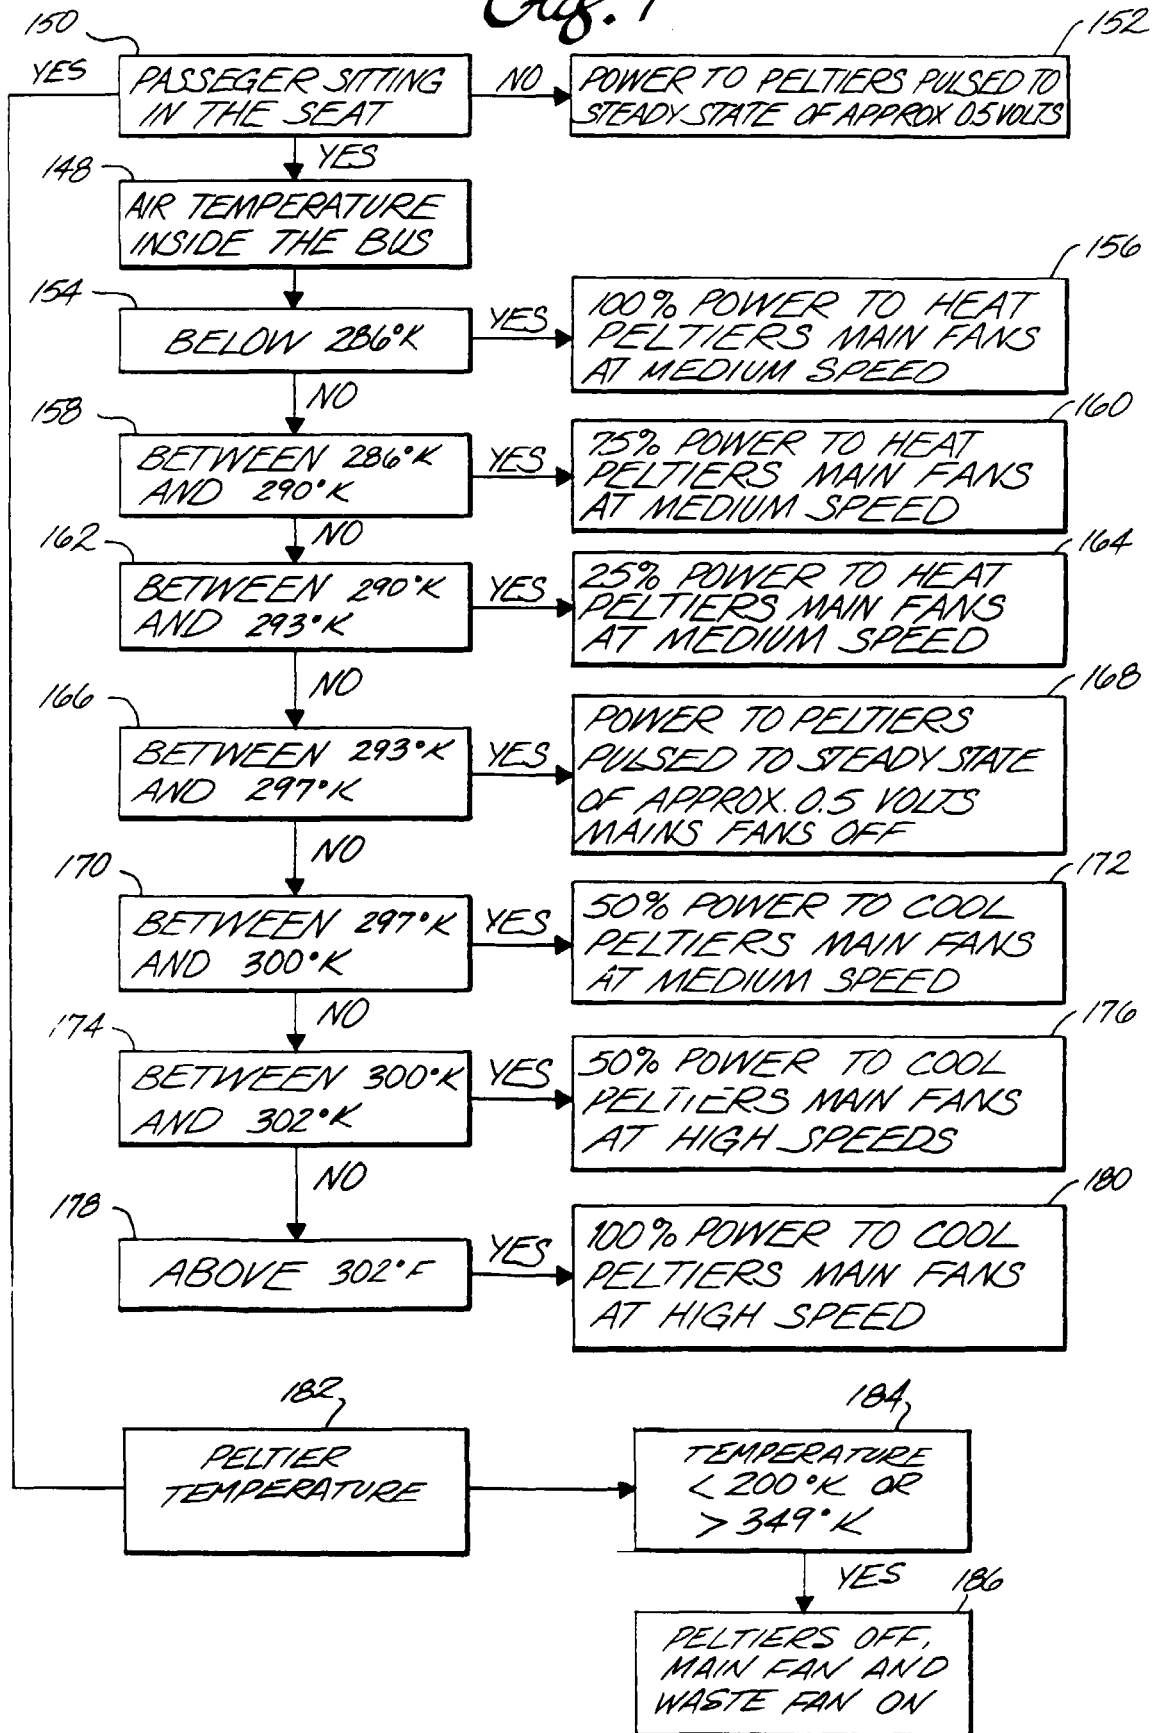 Fig. 7
150
152
YES
PASSEGER SITTING
IN THE SEAT
NO
POWER TO PELTIERS PULSED TO
STEADY STATE OF APPROX 0.5 VOLTS
YES
148
AIR TEMPERATURE
INSIDE THE BUS
154
BELOW 286°K
YES
156
100% POWER TO HEAT
PELTIERS MAIN FANS
AT MEDIUM SPEED
NO
158
BETWEEN 286°K
AND 290°K
YES
160
75% POWER TO HEAT
PELTIERS MAIN FANS
AT MEDIUM SPEED
NO
162
BETWEEN 290°K
AND 293°K
YES
164
25% POWER TO HEAT
PELTIERS MAIN FANS
AT MEDIUM SPEED
NO
166
BETWEEN 293°K
AND 297°K
YES
168
POWER TO PELTIERS
PULSED TO STEADY STATE
OF APPROX. 0.5 VOLTS
MAINS FANS OFF
NO
170
BETWEEN 297°K
AND 300°K
YES
172
50% POWER TO COOL
PELTIERS MAIN FANS
AT MEDIUM SPEED
NO
174
BETWEEN 300°K
AND 302°K
YES
176
50% POWER TO COOL
PELTIERS MAIN FANS
AT HIGH SPEEDS
NO
178
ABOVE 302°F
YES
180
100% POWER TO COOL
PELTIERS MAIN FANS
AT HIGH SPEED
182
PELTIER
TEMPERATURE
184
TEMPERATURE
< 200°K OR
> 349°K
YES
186
PELTIERS OFF,
MAIN FAN AND
WASTE FAN ON